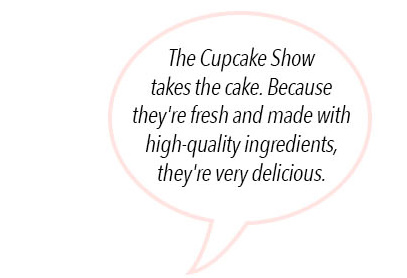 The Cupcake Show
takes the cake. Because
they're fresh and made with
high-quality ingredients,
they're very delicious.